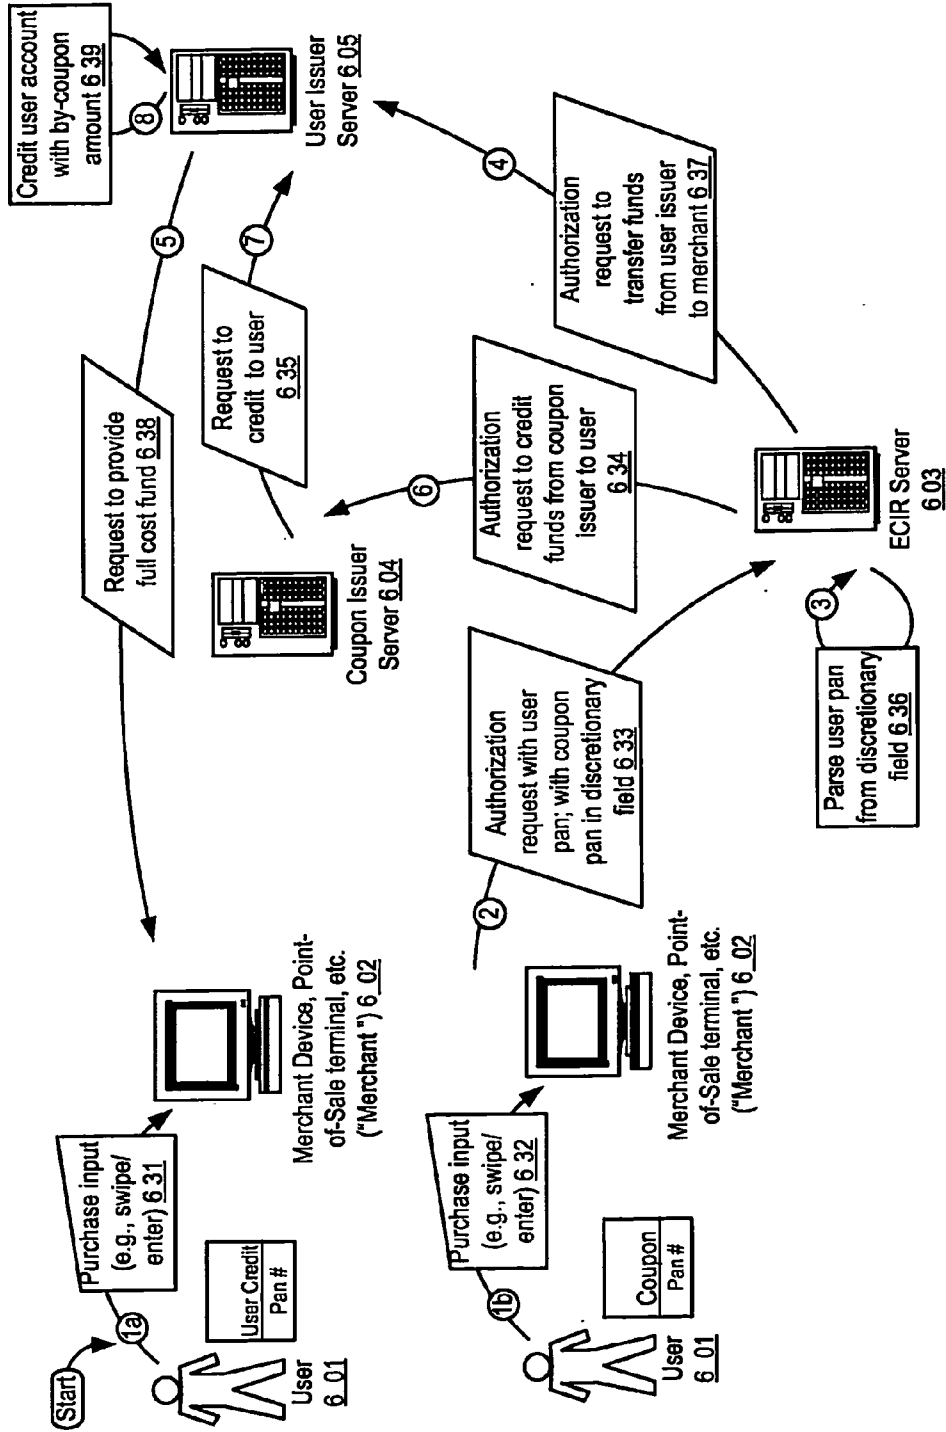 Start
1a
Purchase input
(e.g., swipe/
enter) 6 31
User Credit
Pan #
User
6 01
Merchant Device, Point-
of-Sale terminal, etc.
("Merchant ") 6 02
Request to provide
full cost fund 6 38
5
Credit user account
with by-coupon
amount 6 39
8
User Issuer
Server 6 05
Request to
credit to user
6 35
7
Coupon Issuer
Server 6 04
6
4
1b
Purchase input
(e.g., swipe/
enter) 6 32
Coupon
Pan #
User
6 01
Merchant Device, Point-
of-Sale terminal, etc.
("Merchant ") 6 02
2
Authorization
request with user
pan; with coupon
pan in discretionary
field 6 33
Authorization
request to credit
funds from coupon
issuer to user
6 34
Authorization
request to
transfer funds
from user issuer
to merchant 6 37
3
Parse user pan
from discretionary
field 6 36
ECIR Server
6 03